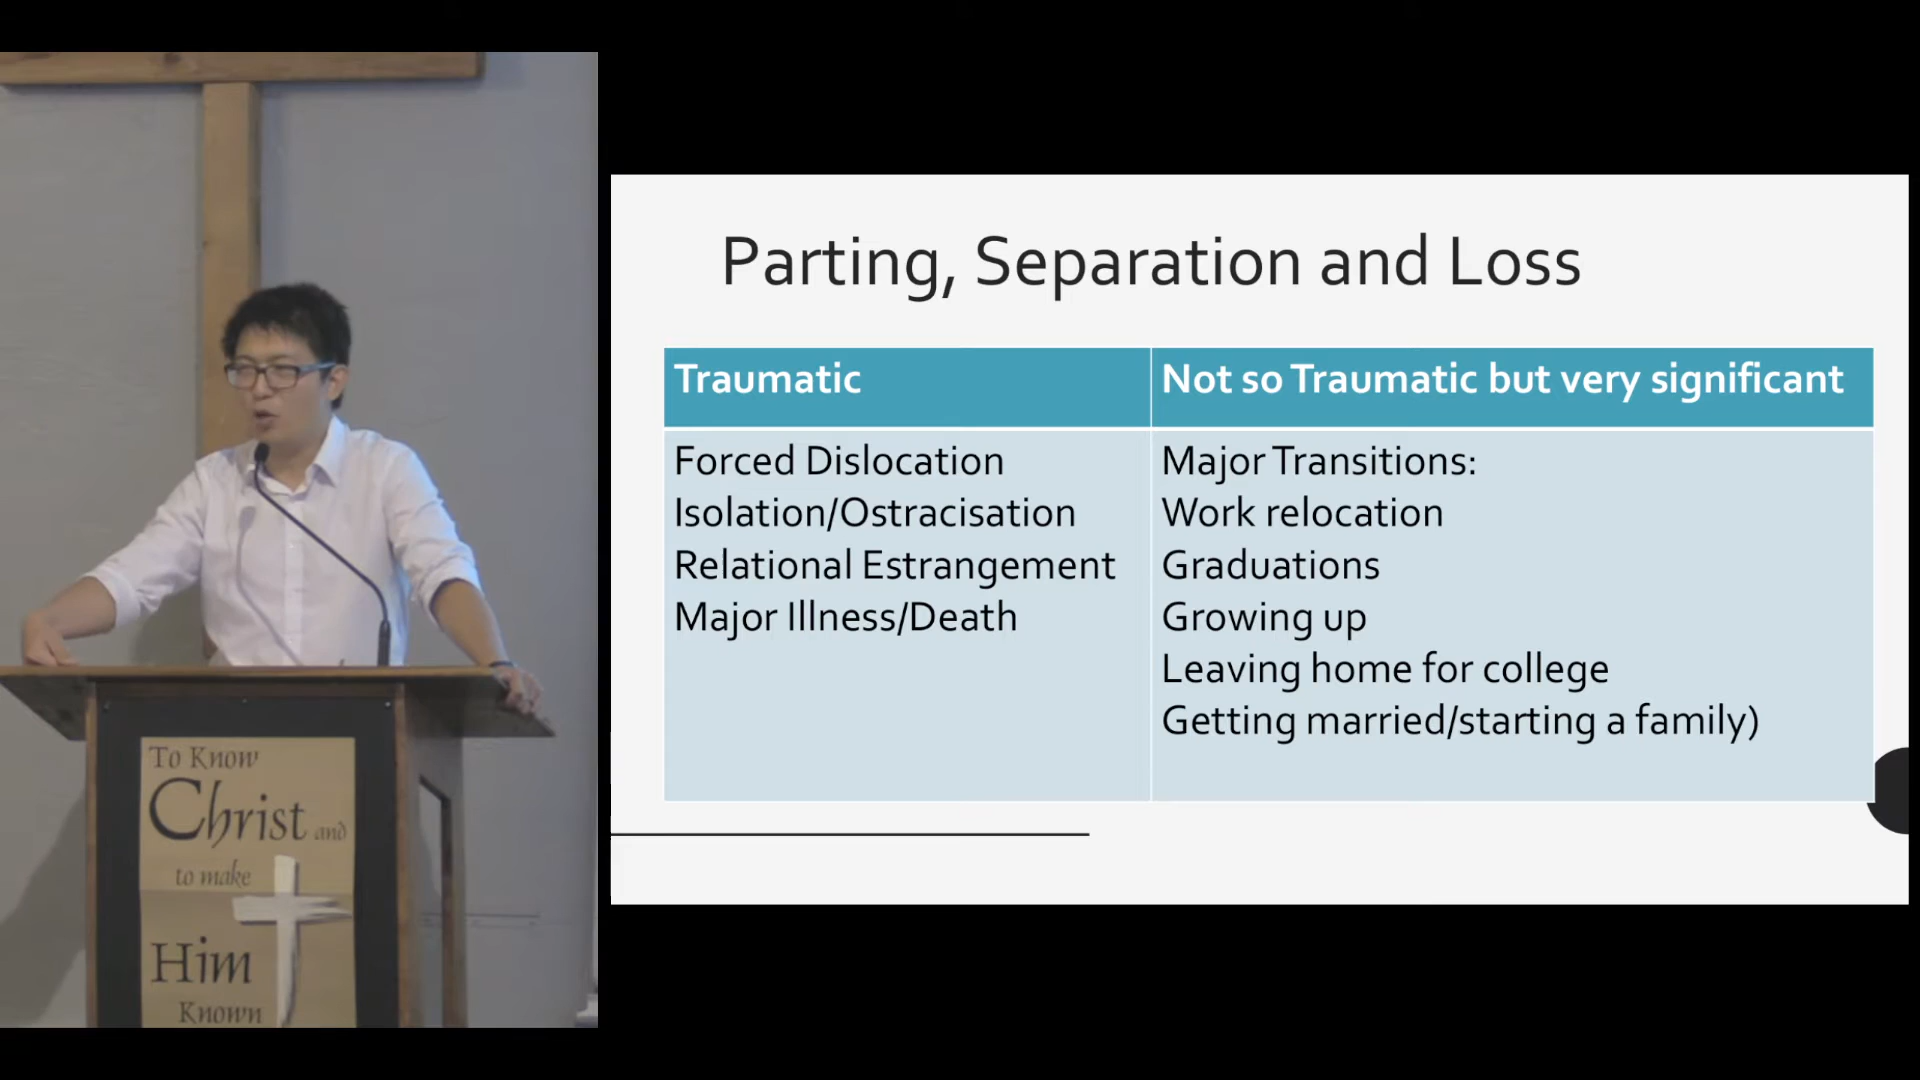 To Know
Christ and
to make
Him
Known
Parting, Separation and Loss
Traumatic
Not so Traumatic but very significant
Forced Dislocation
Isolation/Ostracisation
Relational Estrangement
Major Illness/Death
Major Transitions:
Work relocation
Graduations
Growing up
Leaving home for college
Getting married/starting a family)